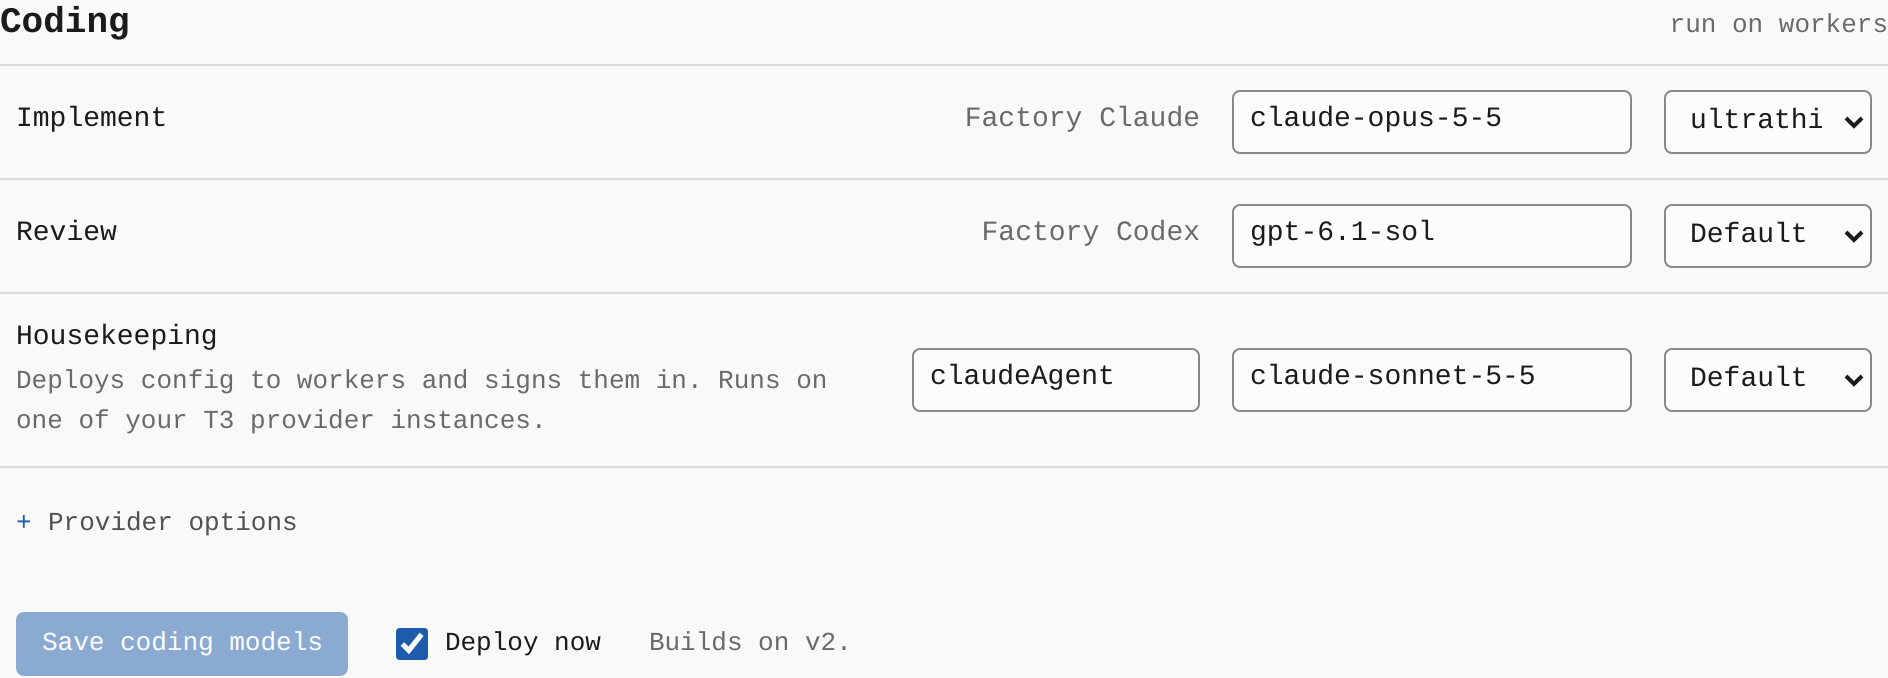 Coding
run on workers
Implement
Factory Claude
claude-opus-5-5
ultrathi
Review
Factory Codex
gpt-6.1-sol
Default
Housekeeping
Deploys config to workers and signs them in. Runs on
one of your T3 provider instances.
claudeAgent
claude-sonnet-5-5
Default
+ Provider options
Save coding models
Deploy now
Builds on v2.